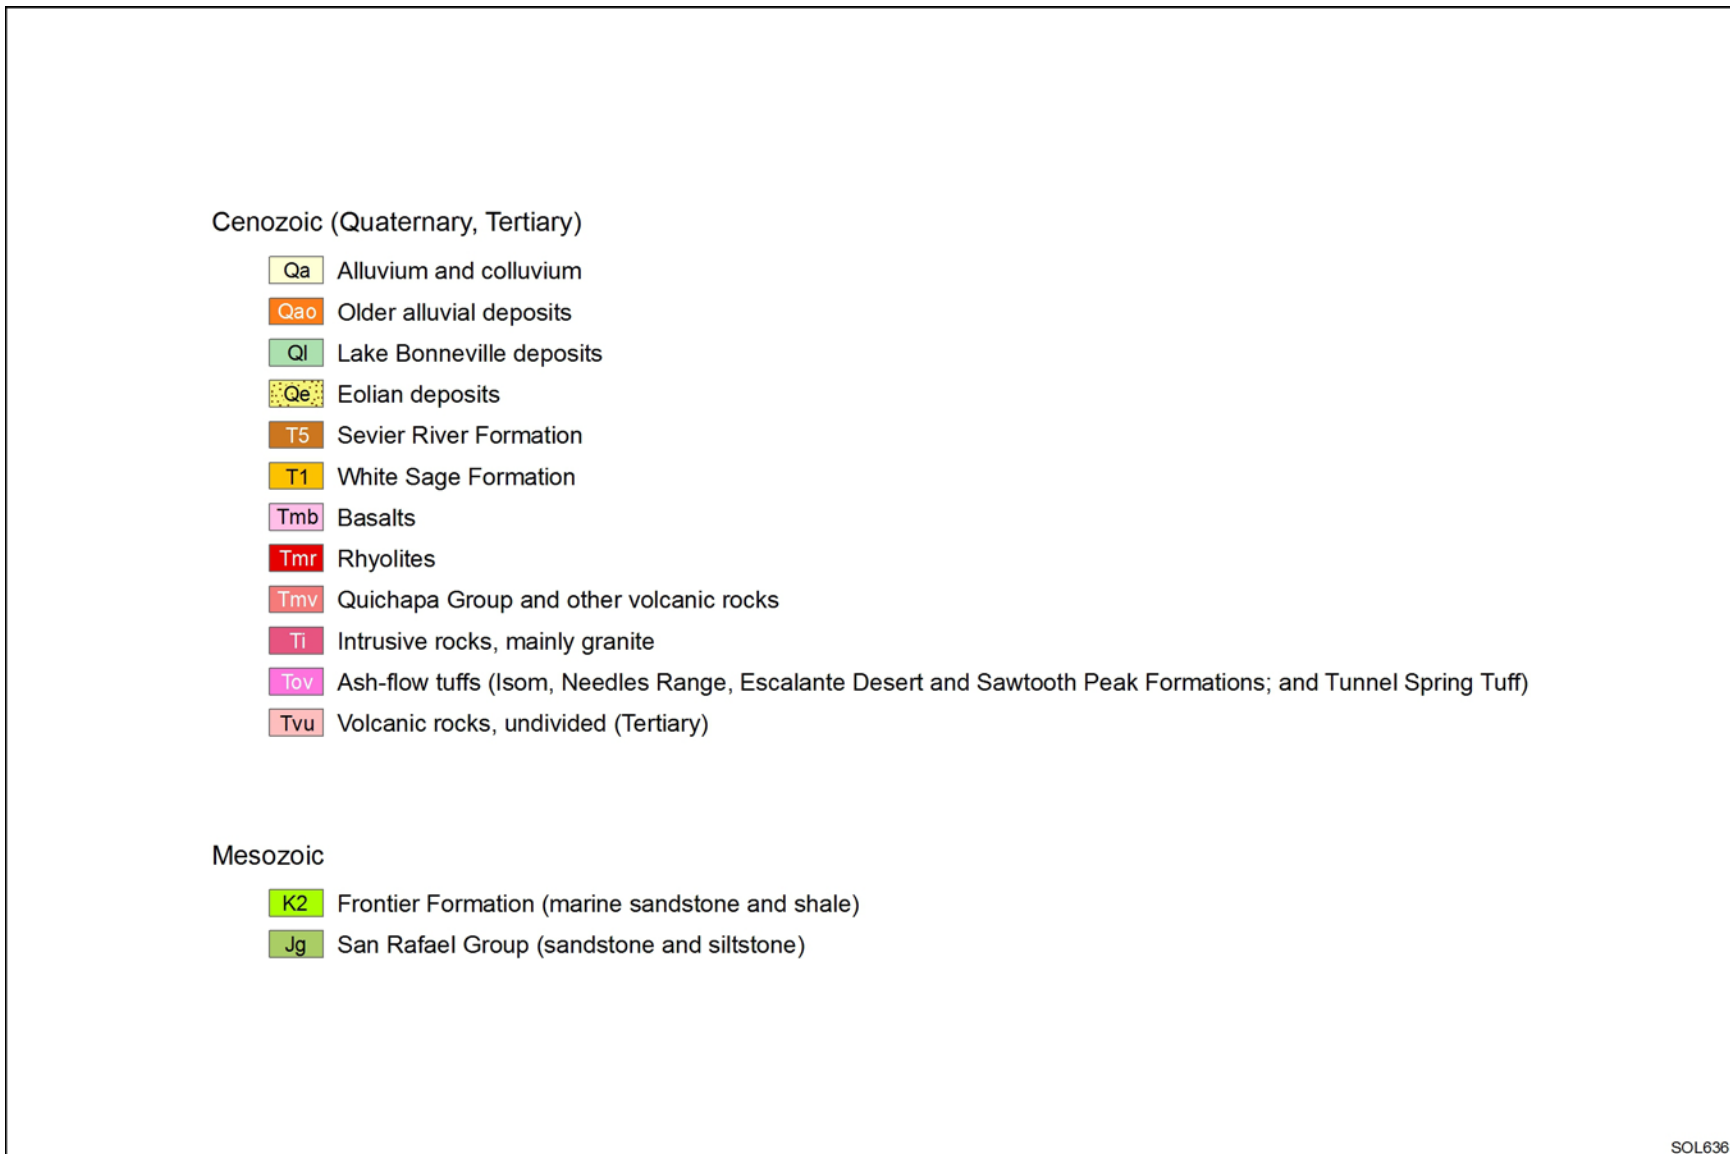 Cenozoic (Quaternary, Tertiary)
Qa Alluvium and colluvium
Qao Older alluvial deposits
Ql Lake Bonneville deposits
Qe Eolian deposits
T5 Sevier River Formation
T1 White Sage Formation
Tmb Basalts
Tmr Rhyolites
Tmv Quichapa Group and other volcanic rocks
Ti Intrusive rocks, mainly granite
Tov Ash-flow tuffs (Isom, Needles Range, Escalante Desert and Sawtooth Peak Formations; and Tunnel Spring Tuff)
Tvu Volcanic rocks, undivided (Tertiary)
Mesozoic
K2 Frontier Formation (marine sandstone and shale)
Jg San Rafael Group (sandstone and siltstone)
SOL636